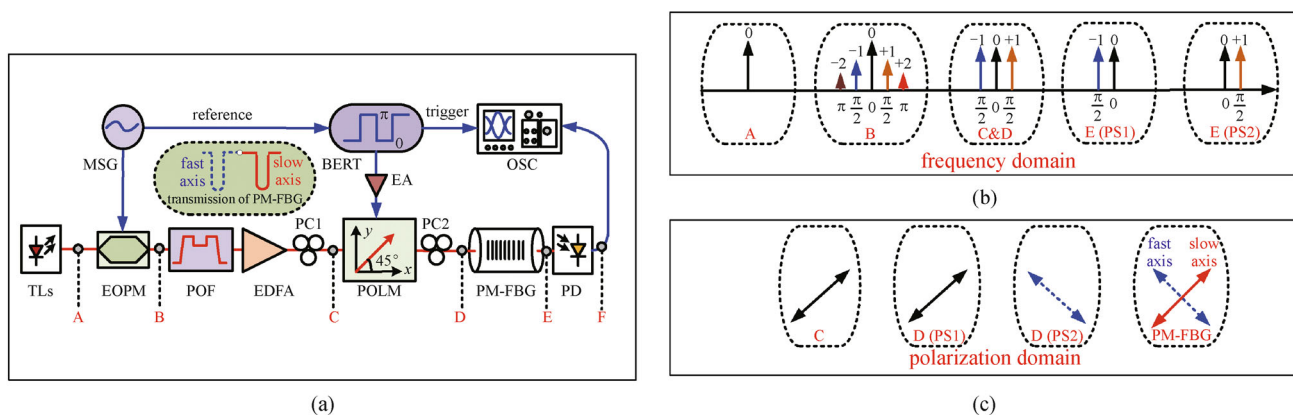 reference
trigger
π
0
MSG
BERT
OSC
fast axis
slow axis
transmission of PM-FBG
EA
PC1
PC2
y
45°
x
TLs
EOPM
POF
EDFA
POLM
PM-FBG
PD
A
B
C
D
E
F
(a)
0
0
−2 −1 +1 +2
−1 0 +1
−1 0
0 +1
π π/2 0 π/2 π
π/2 0 π/2
π/2 0
0 π/2
A
B
C&D
E (PS1)
E (PS2)
frequency domain
(b)
fast axis
slow axis
C
D (PS1)
D (PS2)
PM-FBG
polarization domain
(c)